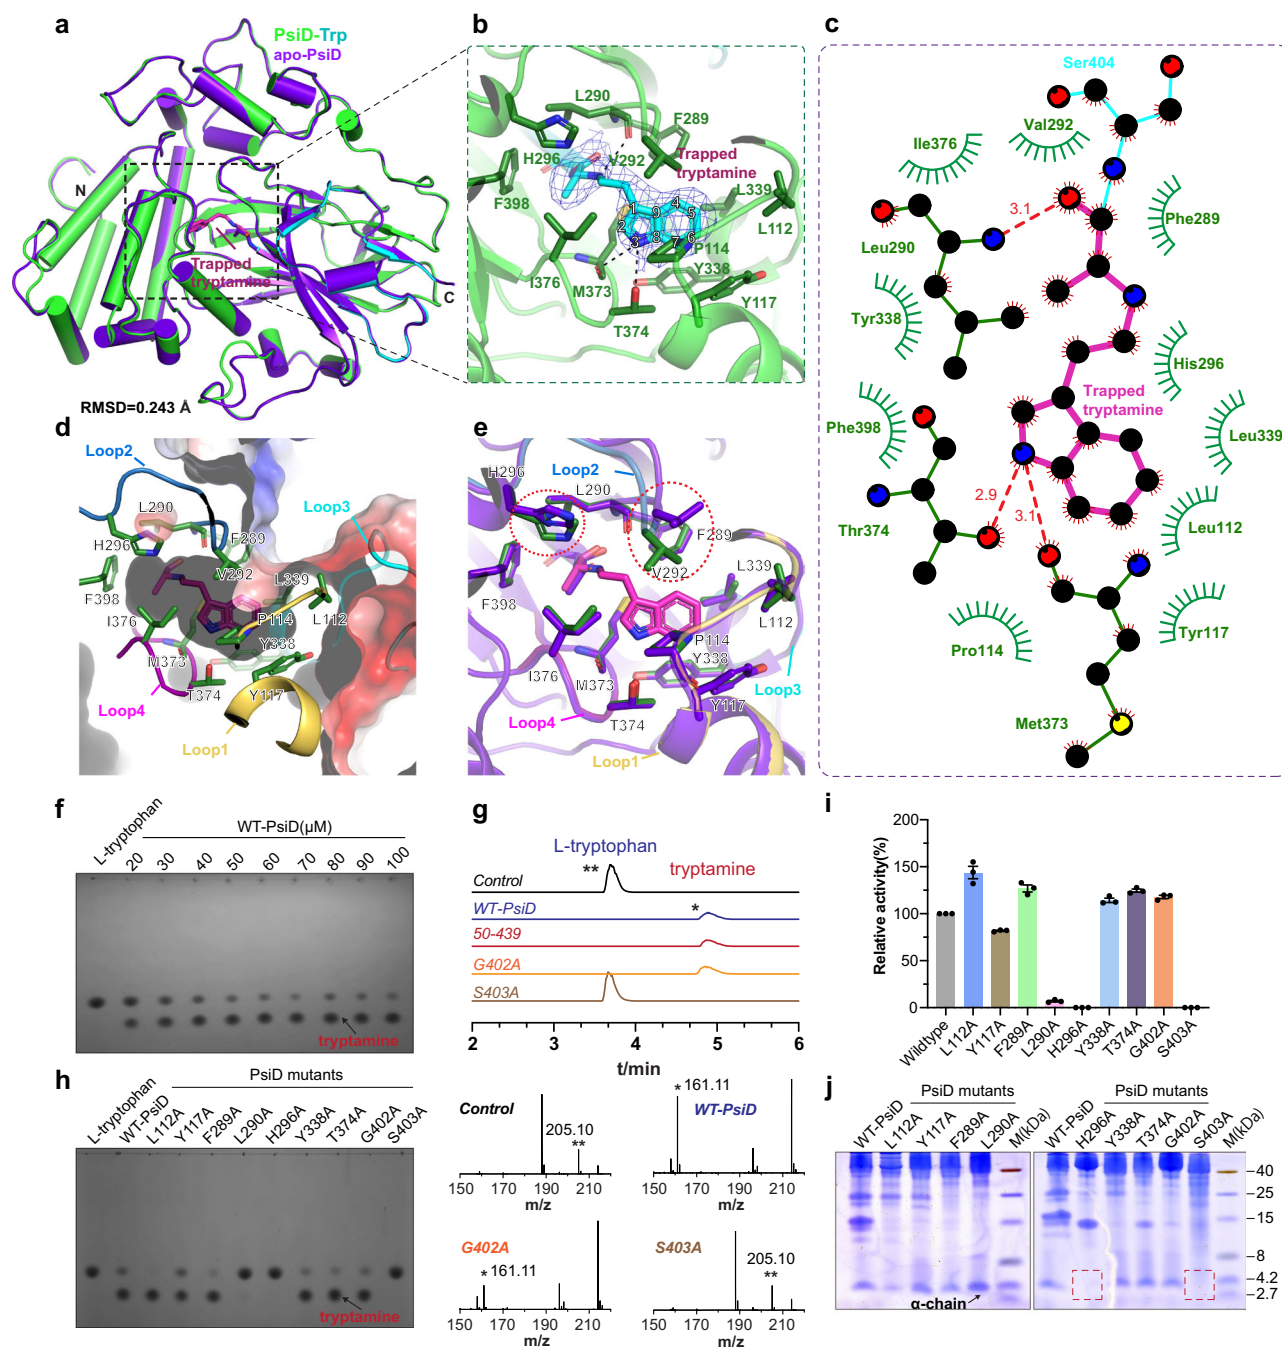 a
PsiD-Trp
apo-PsiD
N
C
Trapped
tryptamine
RMSD=0.243 Å
b
L290
F289
H296
V292
Trapped
tryptamine
F398
L339
L112
1
2
3
4
5
6
7
8
9
P114
Y338
I376
M373
Y117
T374
c
Ser404
Val292
Ile376
3.1
Phe289
Leu290
Tyr338
His296
Trapped
tryptamine
Phe398
Leu339
2.9
3.1
Thr374
Leu112
Pro114
Tyr117
Met373
d
Loop2
L290
Loop3
H296
F289
V292
F398
L339
I376
P114
L112
Y338
M373
T374
Y117
Loop4
Loop1
e
Loop2
H296
L290
F289
V292
L339
F398
L112
P114
I376
Y338
M373
Loop3
Y117
Loop4
T374
Loop1
f
L-tryptophan
WT-PsiD(μM)
20 30 40 50 60 70 80 90 100
tryptamine
g
L-tryptophan
** tryptamine
Control
WT-PsiD *
50-439
G402A
S403A
2 3 4 5 6
t/min
Control
205.10
**
150 170 190 210
m/z
* 161.11
WT-PsiD
150 170 190 210
m/z
G402A
* 161.11
150 170 190 210
m/z
S403A
205.10
**
150 170 190 210
m/z
h
PsiD mutants
L-tryptophan WT-PsiD L112A Y117A F289A L290A H296A Y338A T374A G402A S403A
tryptamine
i
Relative activity(%)
200
150
100
50
0
Wildtype L112A Y117A F289A L290A H296A Y338A T374A G402A S403A
j
PsiD mutants
WT-PsiD L112A Y117A F289A L290A M(kDa)
α-chain
PsiD mutants
WT-PsiD H296A Y338A T374A G402A S403A M(kDa)
40
25
15
8
4.2
2.7